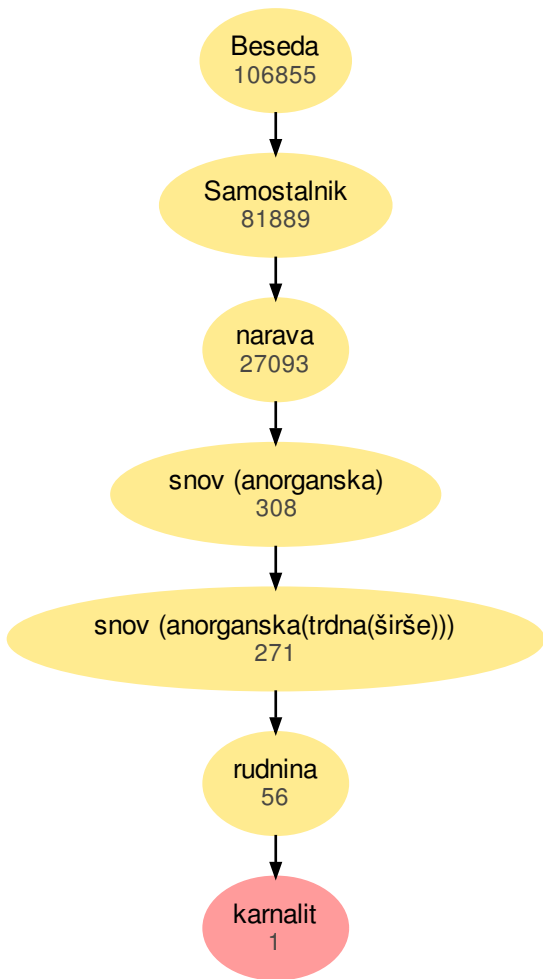 Beseda
106855
Samostalnik
81889
narava
27093
snov (anorganska)
308
snov (anorganska(trdna(širše)))
271
rudnina
56
karnalit
1